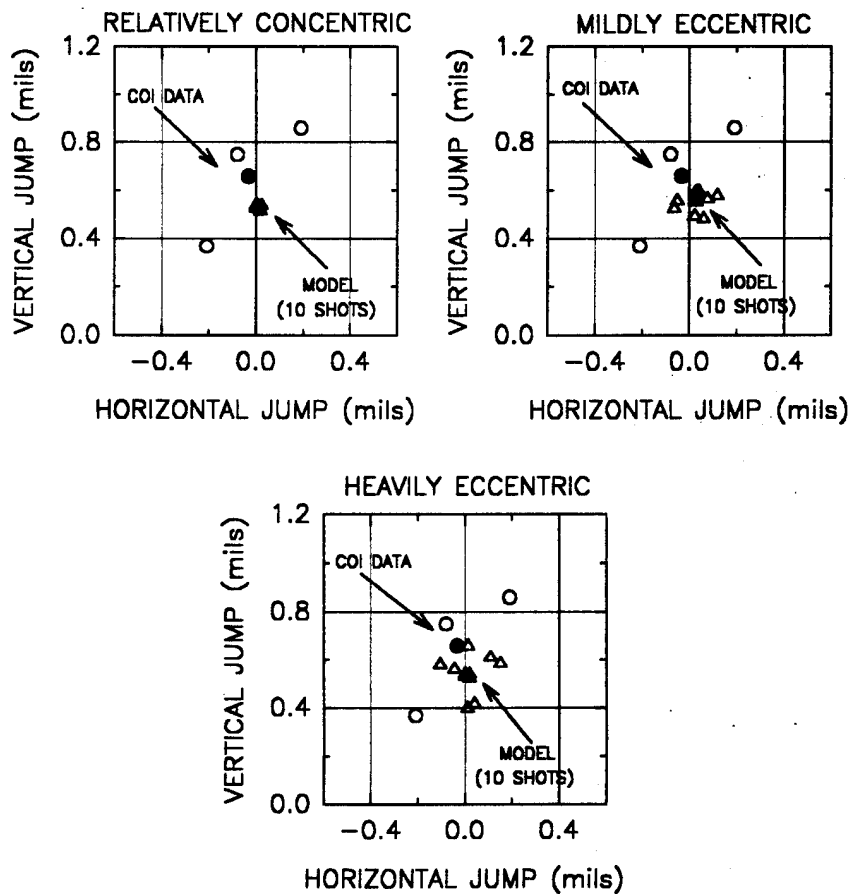 RELATIVELY CONCENTRIC
VERTICAL JUMP (mils)
1.2
0.8
0.4
0.0
COI DATA
MODEL
(10 SHOTS)
−0.4 0.0 0.4
HORIZONTAL JUMP (mils)
MILDLY ECCENTRIC
VERTICAL JUMP (mils)
1.2
0.8
0.4
0.0
COI DATA
MODEL
(10 SHOTS)
−0.4 0.0 0.4
HORIZONTAL JUMP (mils)
HEAVILY ECCENTRIC
VERTICAL JUMP (mils)
1.2
0.8
0.4
0.0
COI DATA
MODEL
(10 SHOTS)
−0.4 0.0 0.4
HORIZONTAL JUMP (mils)